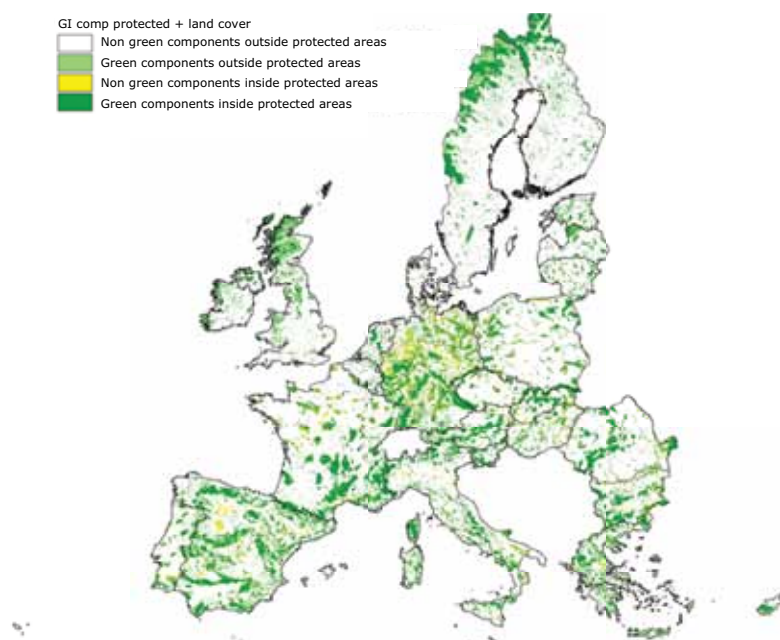 GI comp protected + land cover
Non green components outside protected areas
Green components outside protected areas
Non green components inside protected areas
Green components inside protected areas